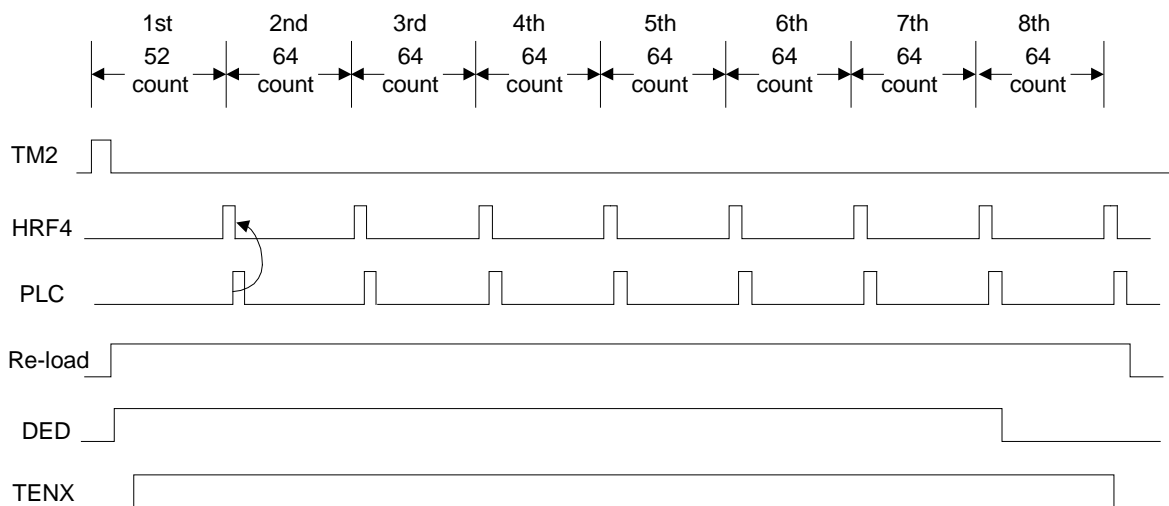 1st 2nd 3rd 4th 5th 6th 7th 8th
52 64 64 64 64 64 64 64
count count count count count count count count
TM2
HRF4
PLC
Re-load
DED
TENX